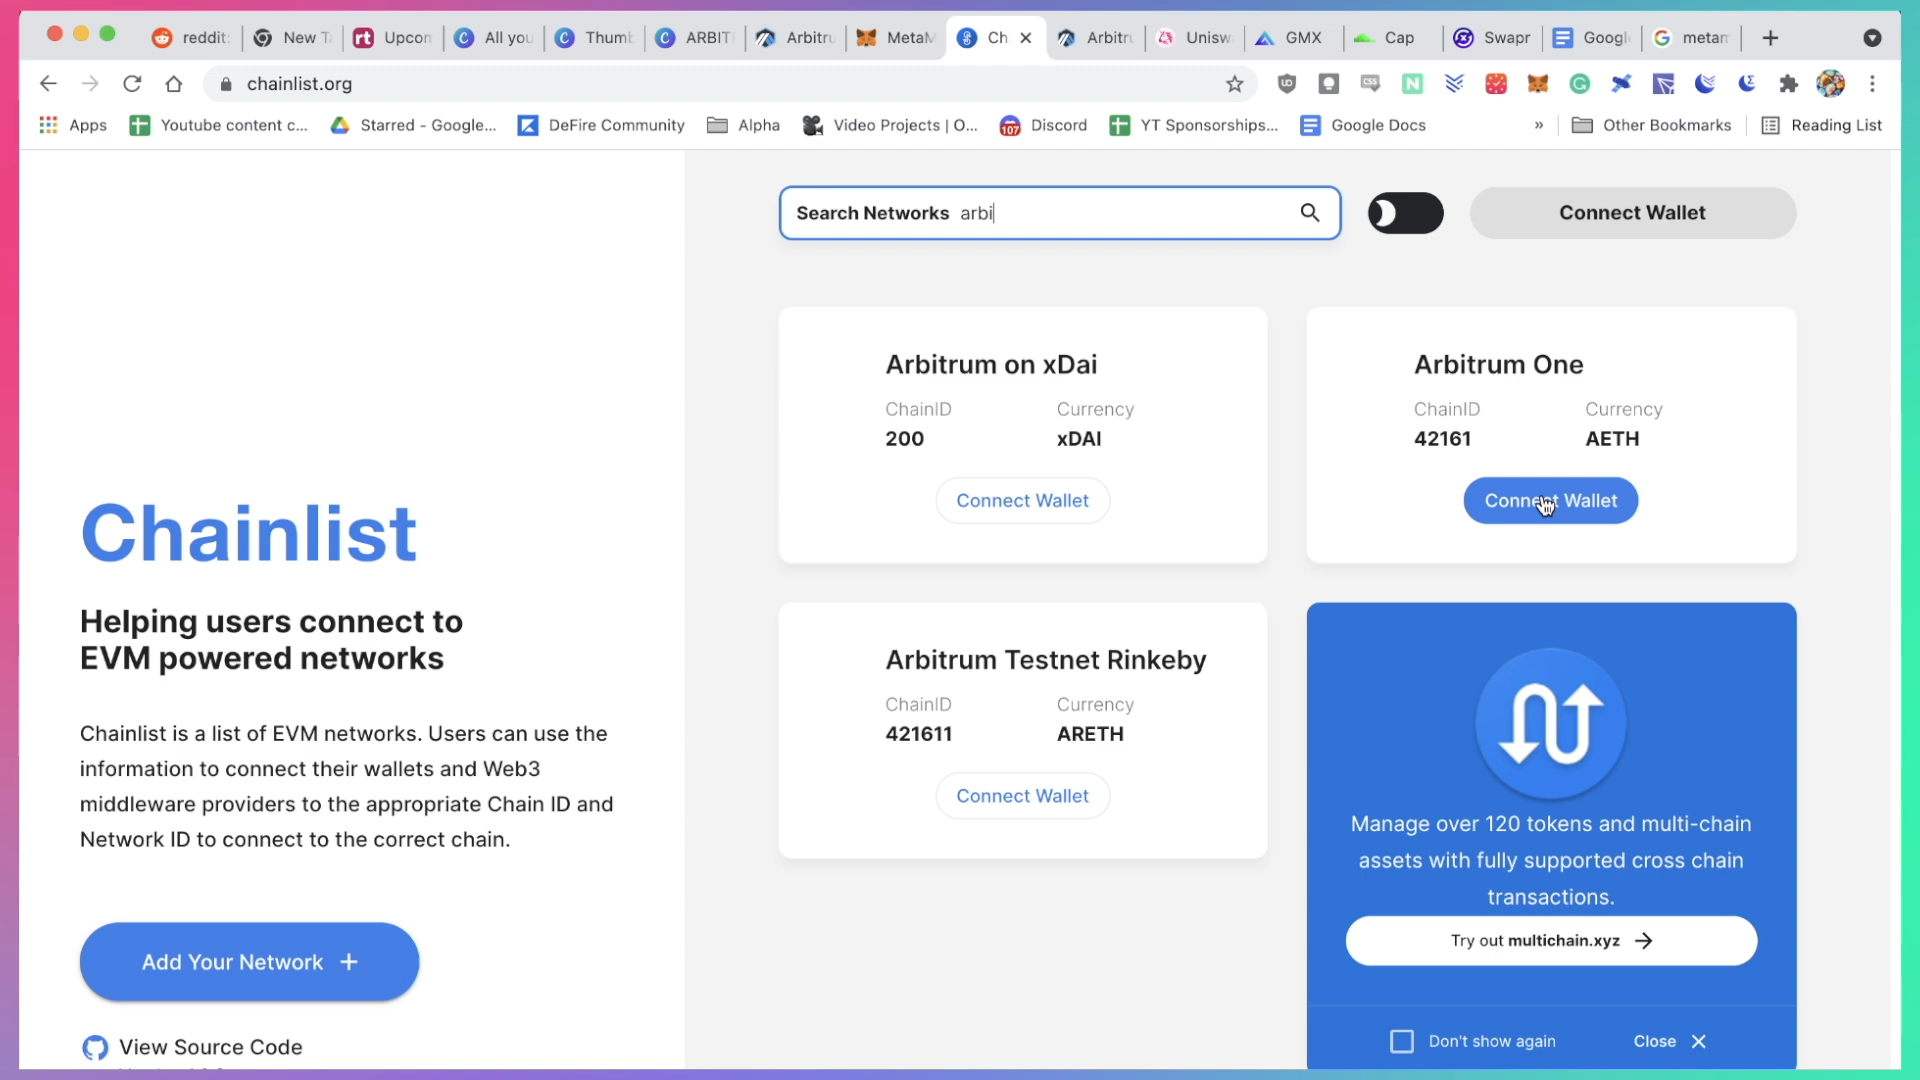 reddit:
New T
Upcom
All you
Thumb
ARBIT
Arbitru
MetaM
Ch
Arbitru
Unisw
GMX
Cap
Swapr
Googl
metam
chainlist.org
Apps
Youtube content c...
Starred - Google...
DeFire Community
Alpha
Video Projects | O...
107
Discord
YT Sponsorships...
Google Docs
»
Other Bookmarks
Reading List
Search Networks arbi
Connect Wallet
Arbitrum on xDai
ChainID
Currency
200
xDAI
Connect Wallet
Arbitrum One
ChainID
Currency
42161
AETH
Connect Wallet
Chainlist
Helping users connect to
EVM powered networks
Chainlist is a list of EVM networks. Users can use the
information to connect their wallets and Web3
middleware providers to the appropriate Chain ID and
Network ID to connect to the correct chain.
Add Your Network +
View Source Code
Arbitrum Testnet Rinkeby
ChainID
Currency
421611
ARETH
Connect Wallet
Manage over 120 tokens and multi-chain
assets with fully supported cross chain
transactions.
Try out multichain.xyz →
Don't show again
Close